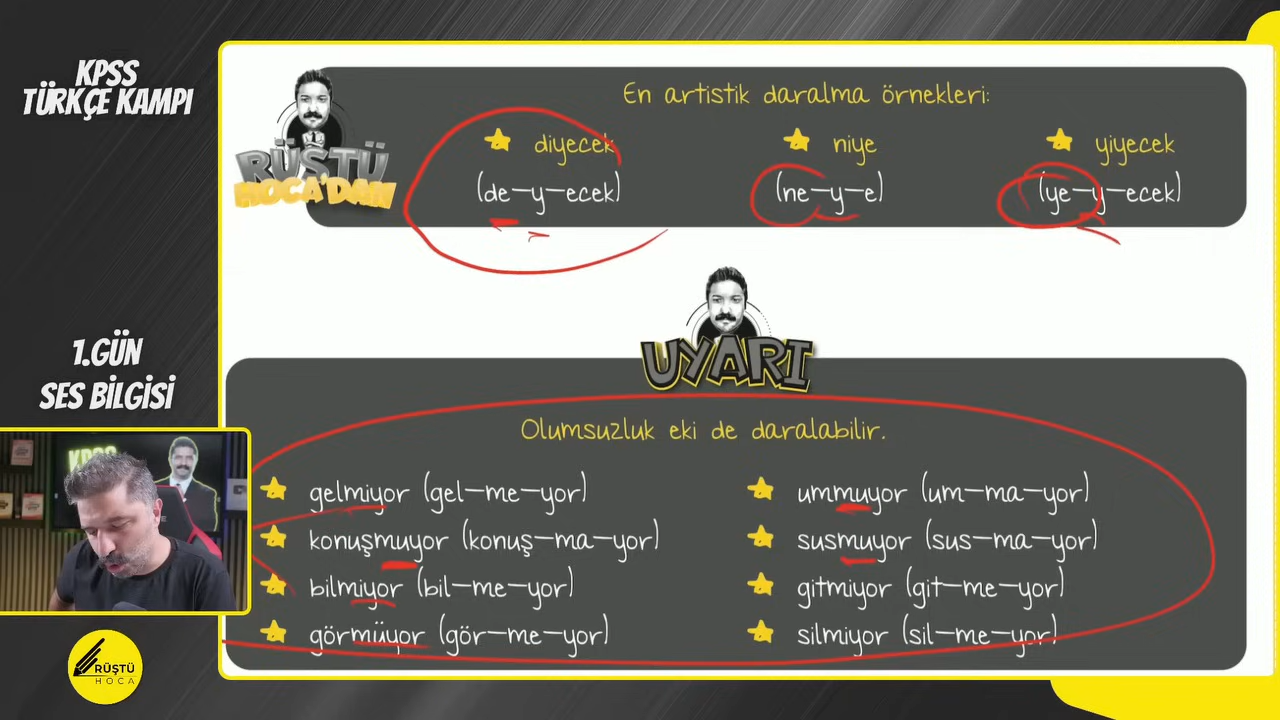 KPSS
TÜRKÇE KAMPI
1.GÜN
SES BİLGİSİ
RÜŞTÜ
HOCA'DAN
En artistik daralma örnekleri:
diyecek niye yiyecek
(de-y-ecek) (ne-y-e) (ye-y-ecek)
UYARI
Olumsuzluk eki de daralabilir.
gelmiyor (gel-me-yor) ummuyor (um-ma-yor)
konuşmuyor (konuş-ma-yor) susmuyor (sus-ma-yor)
bilmiyor (bil-me-yor) gitmiyor (git-me-yor)
görmüyor (gör-me-yor) silmiyor (sil-me-yor)
KPSS
RÜŞTÜ
HOCA